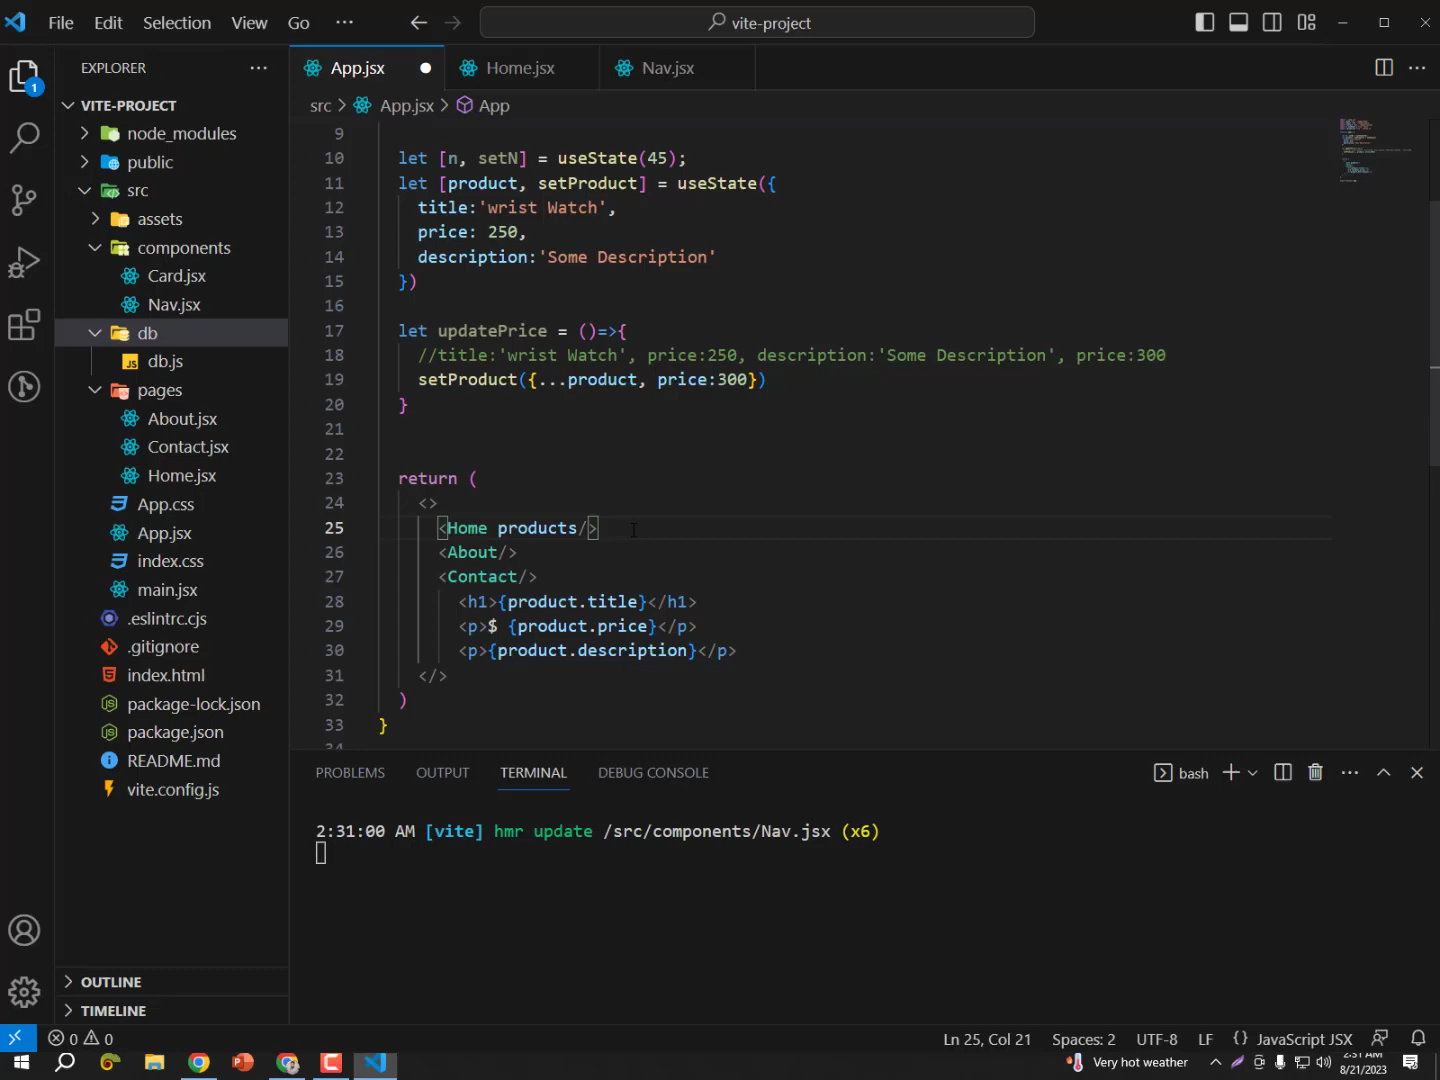 File Edit Selection View Go ··· vite-project
EXPLORER ···
App.jsx Home.jsx Nav.jsx ···
src > App.jsx > App
VITE-PROJECT
node_modules
public
src
assets
components
Card.jsx
Nav.jsx
db
JS db.js
pages
About.jsx
Contact.jsx
Home.jsx
App.css
App.jsx
index.css
main.jsx
.eslintrc.cjs
.gitignore
index.html
package-lock.json
package.json
README.md
vite.config.js
OUTLINE
TIMELINE
1
9
10 let [n, setN] = useState(45);
11 let [product, setProduct] = useState({
12 title:'wrist Watch',
13 price: 250,
14 description:'Some Description'
15 })
16
17 let updatePrice = ()=>{
18 //title:'wrist Watch', price:250, description:'Some Description', price:300
19 setProduct({...product, price:300})
20 }
21
22
23 return (
24 <>
25 <Home products/>
26 <About/>
27 <Contact/>
28 <h1>{product.title}</h1>
29 <p>$ {product.price}</p>
30 <p>{product.description}</p>
31 </>
32 )
33 }
34
PROBLEMS OUTPUT TERMINAL DEBUG CONSOLE bash
2:31:00 AM [vite] hmr update /src/components/Nav.jsx (x6)
0 0 Ln 25, Col 21 Spaces: 2 UTF-8 LF {} JavaScript JSX
Very hot weather 2:31 AM
8/21/2023